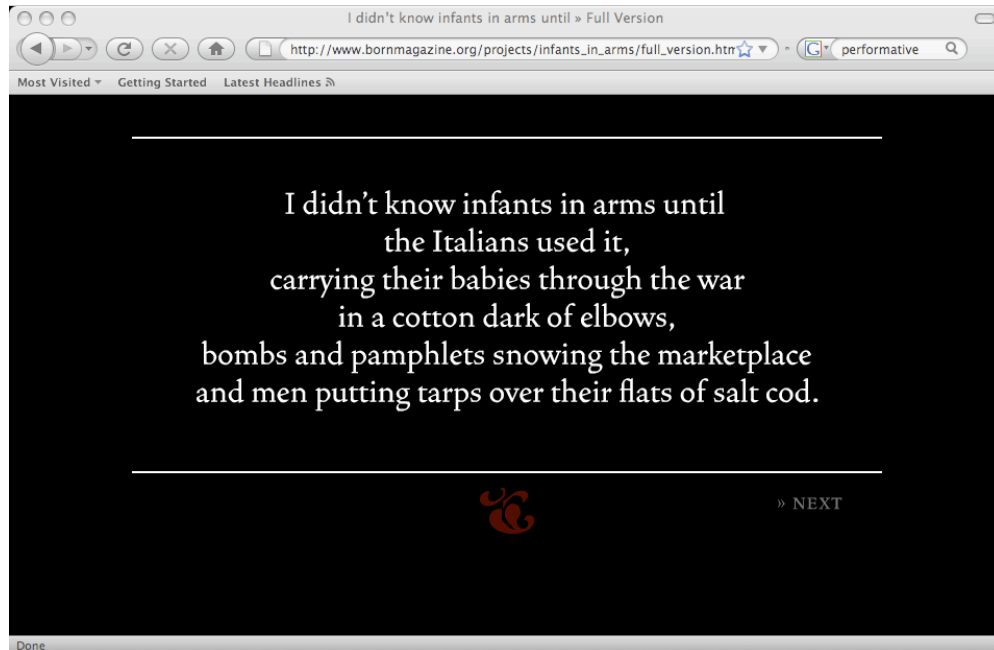 I didn't know infants in arms until » Full Version
http://www.bornmagazine.org/projects/infants_in_arms/full_version.htm
performative
Most Visited
Getting Started
Latest Headlines
I didn’t know infants in arms until
the Italians used it,
carrying their babies through the war
in a cotton dark of elbows,
bombs and pamphlets snowing the marketplace
and men putting tarps over their flats of salt cod.
» NEXT
Done